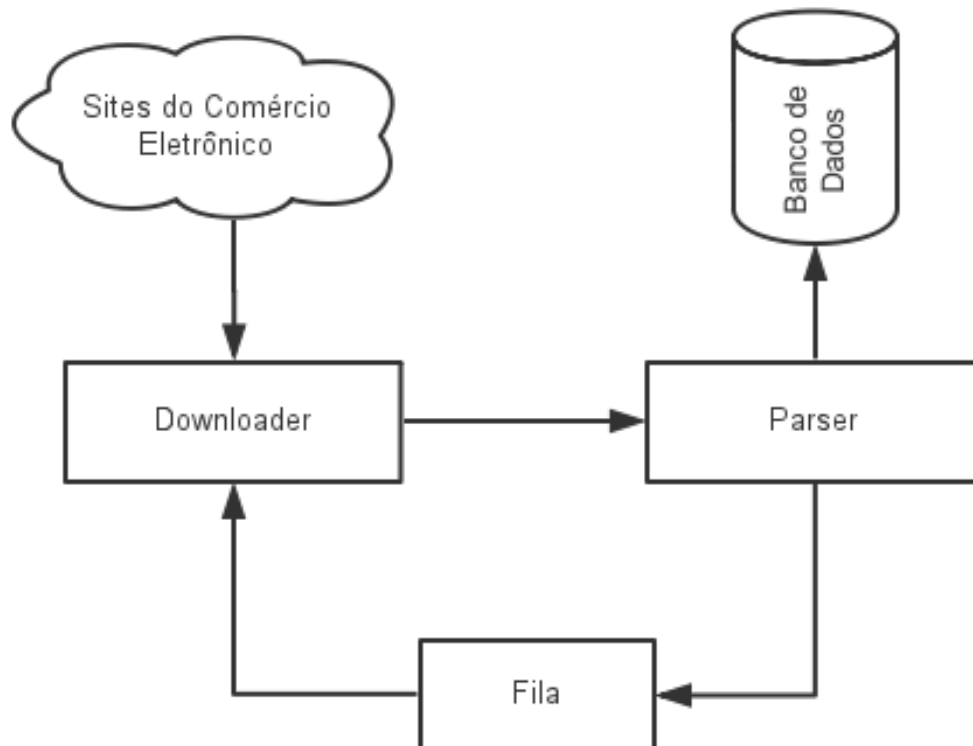 Sites do Comércio
Eletrônico
Banco de
Dados
Downloader
Parser
Fila